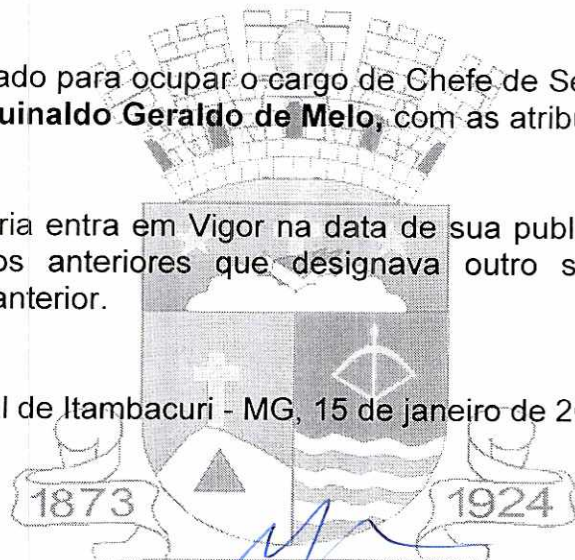 ado para ocupar o cargo de Chefe de Se
uinaldo Geraldo de Melo, com as atrib
ria entra em Vigor na data de sua publ
os anteriores que designava outro s
anterior.
l de Itambacuri - MG, 15 de janeiro de 2
1873
1924